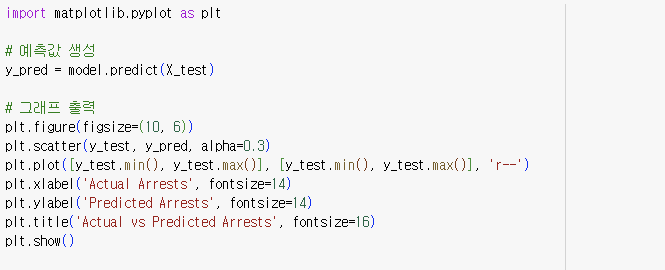 import matplotlib.pyplot as plt
# 예측값 생성
y_pred = model.predict(X_test)
# 그래프 출력
plt.figure(figsize=(10, 6))
plt.scatter(y_test, y_pred, alpha=0.3)
plt.plot([y_test.min(), y_test.max()], [y_test.min(), y_test.max()], 'r--')
plt.xlabel('Actual Arrests', fontsize=14)
plt.ylabel('Predicted Arrests', fontsize=14)
plt.title('Actual vs Predicted Arrests', fontsize=16)
plt.show()